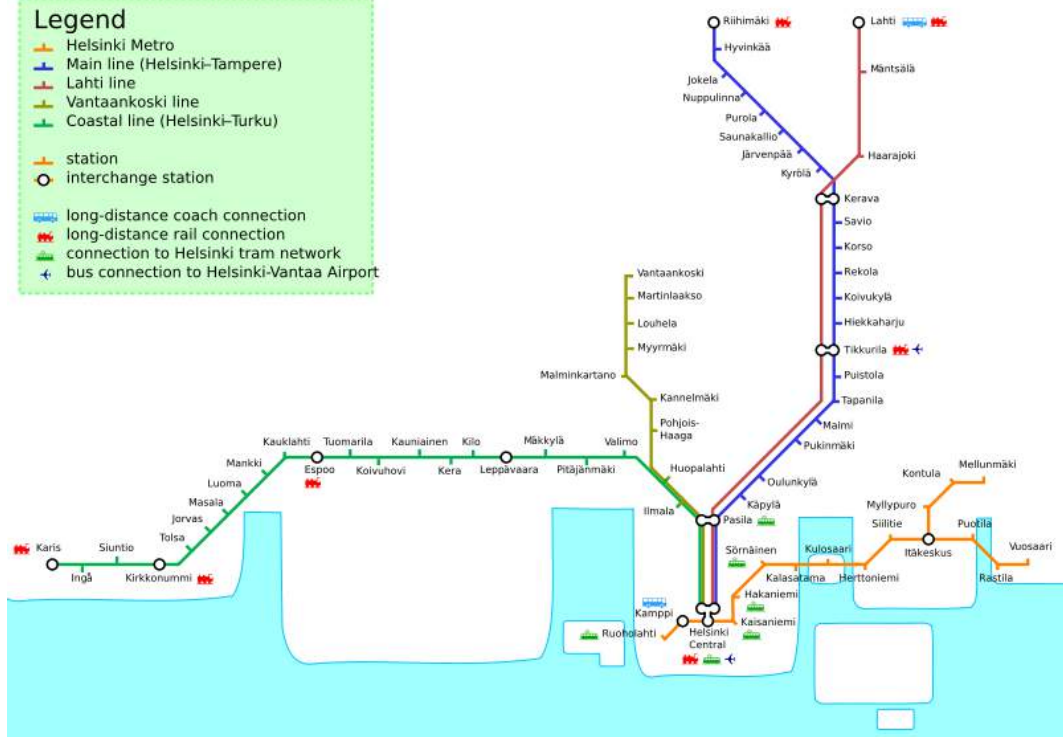 Legend
Helsinki Metro
Main line (Helsinki–Tampere)
Lahti line
Vantaankoski line
Coastal line (Helsinki–Turku)
station
interchange station
long-distance coach connection
long-distance rail connection
connection to Helsinki tram network
bus connection to Helsinki-Vantaa Airport
Riihimäki
Hyvinkää
Jokela
Nuppulinna
Purola
Saunakallio
Järvenpää
Kyrölä
Lahti
Mäntsälä
Haarajoki
Kerava
Savio
Korso
Rekola
Koivukylä
Hiekkaharju
Tikkurila
Puistola
Tapanila
Malmi
Pukinmäki
Oulunkylä
Käpylä
Pasila
Vantaankoski
Martinlaakso
Louhela
Myyrmäki
Malminkartano
Kannelmäki
Pohjois-
Haaga
Huopalahti
Ilmala
Valimo
Pitäjänmäki
Mäkkylä
Leppävaara
Kilo
Kera
Kauniainen
Koivuhovi
Tuomarila
Espoo
Kauklahti
Mankki
Luoma
Masala
Jorvas
Tolsa
Kirkkonummi
Siuntio
Ingå
Karis
Mellunmäki
Kontula
Myllypuro
Siilitie
Itäkeskus
Puotila
Rastila
Vuosaari
Herttoniemi
Kulosaari
Kalasatama
Sörnäinen
Hakaniemi
Kaisaniemi
Helsinki
Central
Kamppi
Ruoholahti